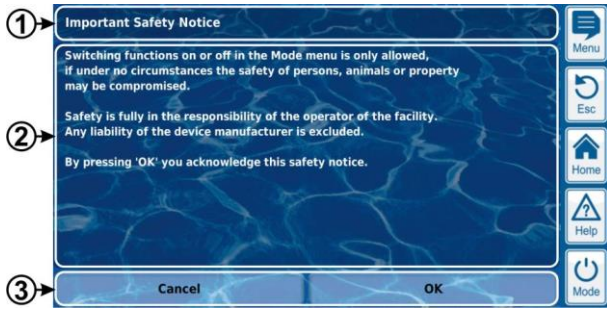 1
Important Safety Notice
2
Switching functions on or off in the Mode menu is only allowed,
if under no circumstances the safety of persons, animals or property
may be compromised.
Safety is fully in the responsibility of the operator of the facility.
Any liability of the device manufacturer is excluded.
By pressing 'OK' you acknowledge this safety notice.
3
Cancel
OK
Menu
Esc
Home
?
Help
Mode